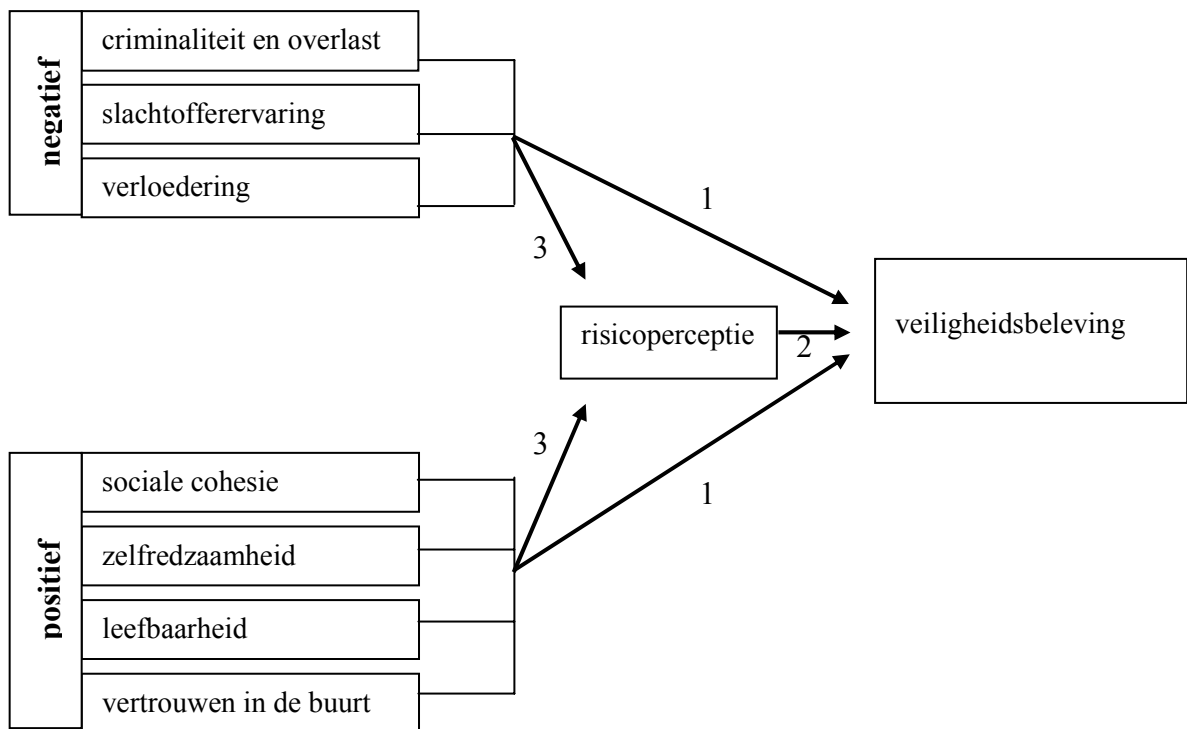 negatief
criminaliteit en overlast
slachtofferervaring
verloedering
1
3
risicoperceptie
2
veiligheidsbeleving
3
1
positief
sociale cohesie
zelfredzaamheid
leefbaarheid
vertrouwen in de buurt